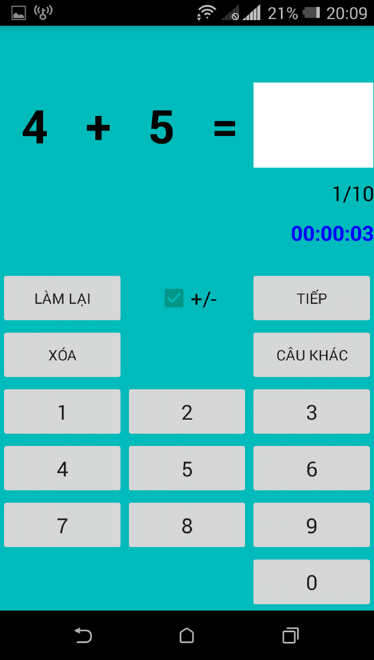 21% 20:09
4 + 5 =
1/10
00:00:03
LÀM LẠI +/- TIẾP
XÓA CÂU KHÁC
1 2 3
4 5 6
7 8 9
0